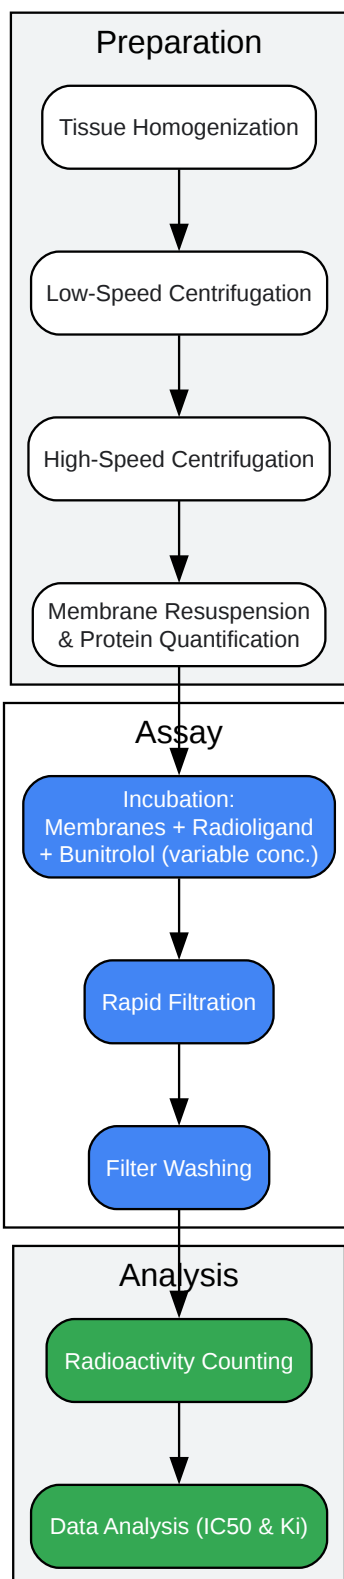 Preparation
Tissue Homogenization
Low-Speed Centrifugation
High-Speed Centrifugation
Membrane Resuspension
& Protein Quantification
Assay
Incubation:
Membranes + Radioligand
+ Bunitrolol (variable conc.)
Rapid Filtration
Filter Washing
Analysis
Radioactivity Counting
Data Analysis (IC50 & Ki)